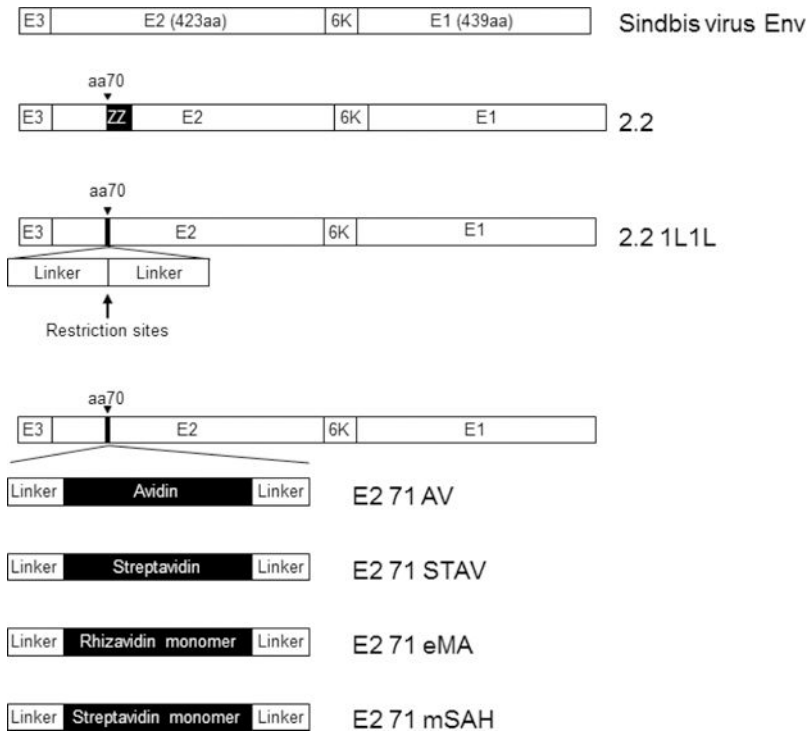 E3 E2 (423aa) 6K E1 (439aa) Sindbis virus Env
aa70
E3 ZZ E2 6K E1 2.2
aa70
E3 E2 6K E1 2.2 1L1L
Linker Linker
Restriction sites
aa70
E3 E2 6K E1
Linker Avidin Linker E2 71 AV
Linker Streptavidin Linker E2 71 STAV
Linker Rhizavidin monomer Linker E2 71 eMA
Linker Streptavidin monomer Linker E2 71 mSAH